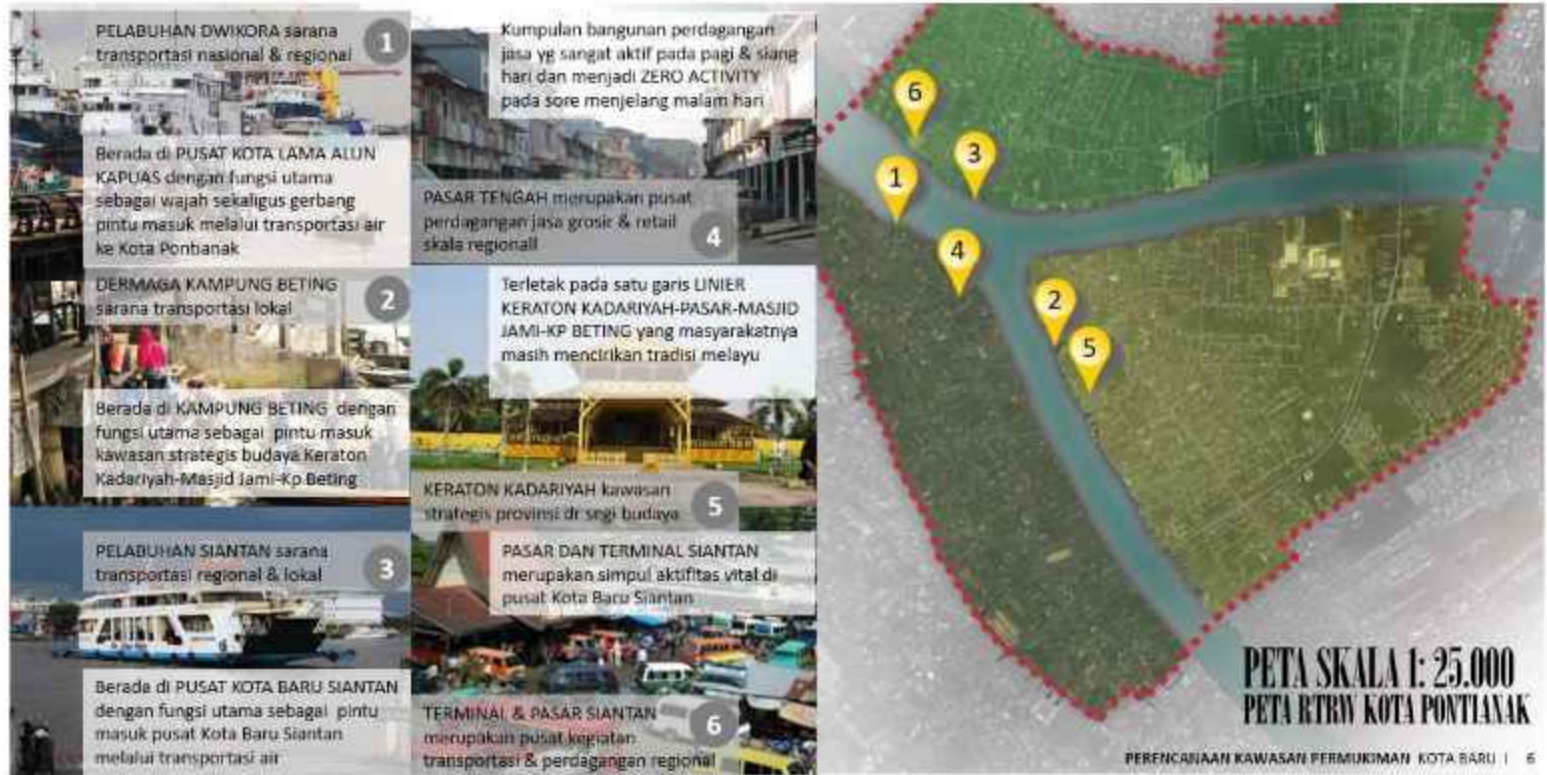 PELABUHAN DWIKORA sarana
transportasi nasional & regional
1
Berada di PUSAT KOTA LAMA ALUN
KAPUAS dengan fungsi utama
sebagai wajah sekaligus gerbang
pintu masuk melalui transportasi air
ke Kota Pontianak
DERMAGA KAMPUNG BETING
sarana transportasi lokal
2
Berada di KAMPUNG BETING dengan
fungsi utama sebagai pintu masuk
kawasan strategis budaya Keraton
Kadariyah-Masjid Jami-Kp Beting
PELABUHAN SIANTAN sarana
transportasi regional & lokal
3
Berada di PUSAT KOTA BARU SIANTAN
dengan fungsi utama sebagai pintu
masuk pusat Kota Baru Siantan
melalui transportasi air
Kumpulan bangunan perdagangan
jasa yg sangat aktif pada pagi & siang
hari dan menjadi ZERO ACTIVITY
pada sore menjelang malam hari
PASAR TENGAH merupakan pusat
perdagangan jasa grosir & retail
skala regionall
4
Terletak pada satu garis LINIER
KERATON KADARIYAH-PASAR-MASJID
JAMI-KP BETING yang masyarakatnya
masih mencirikan tradisi melayu
KERATON KADARIYAH kawasan
strategis provinsi dr segi budaya
5
PASAR DAN TERMINAL SIANTAN
merupakan simpul aktifitas vital di
pusat Kota Baru Siantan
TERMINAL & PASAR SIANTAN
merupakan pusat kegiatan
transportasi & perdagangan regional
6
6
3
1
4
2
5
PETA SKALA 1: 25.000
PETA RTRW KOTA PONTIANAK
PERENCANAAN KAWASAN PERMUKIMAN KOTA BARU | 6